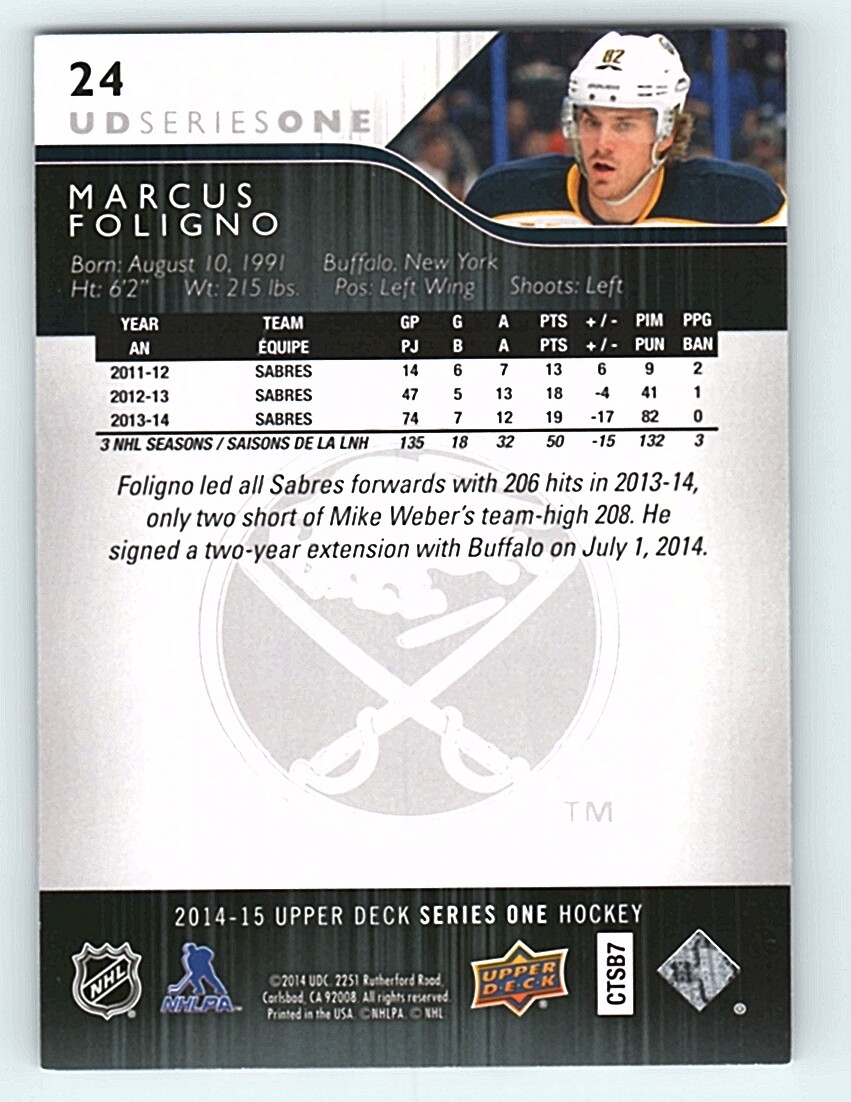 24
UDSERIESONE
82
MARCUS
FOLIGNO
Born: August 10, 1991 Buffalo, New York
Ht: 6'2" Wt: 215 lbs. Pos: Left Wing Shoots: Left
YEAR TEAM GP G A PTS +/- PIM PPG
AN ÉQUIPE PJ B A PTS +/- PUN BAN
2011-12 SABRES 14 6 7 13 6 9 2
2012-13 SABRES 47 5 13 18 -4 41 1
2013-14 SABRES 74 7 12 19 -17 82 0
3 NHL SEASONS / SAISONS DE LA LNH 135 18 32 50 -15 132 3
Foligno led all Sabres forwards with 206 hits in 2013-14,
only two short of Mike Weber's team-high 208. He
signed a two-year extension with Buffalo on July 1, 2014.
TM
2014-15 UPPER DECK SERIES ONE HOCKEY
NHL
NHLPA
©2014 UDC. 2251 Rutherford Road,
Carlsbad, CA 92008. All rights reserved.
Printed in the USA. ©NHLPA. © NHL.
UPPER
D·E·C·K
CTSB7
®